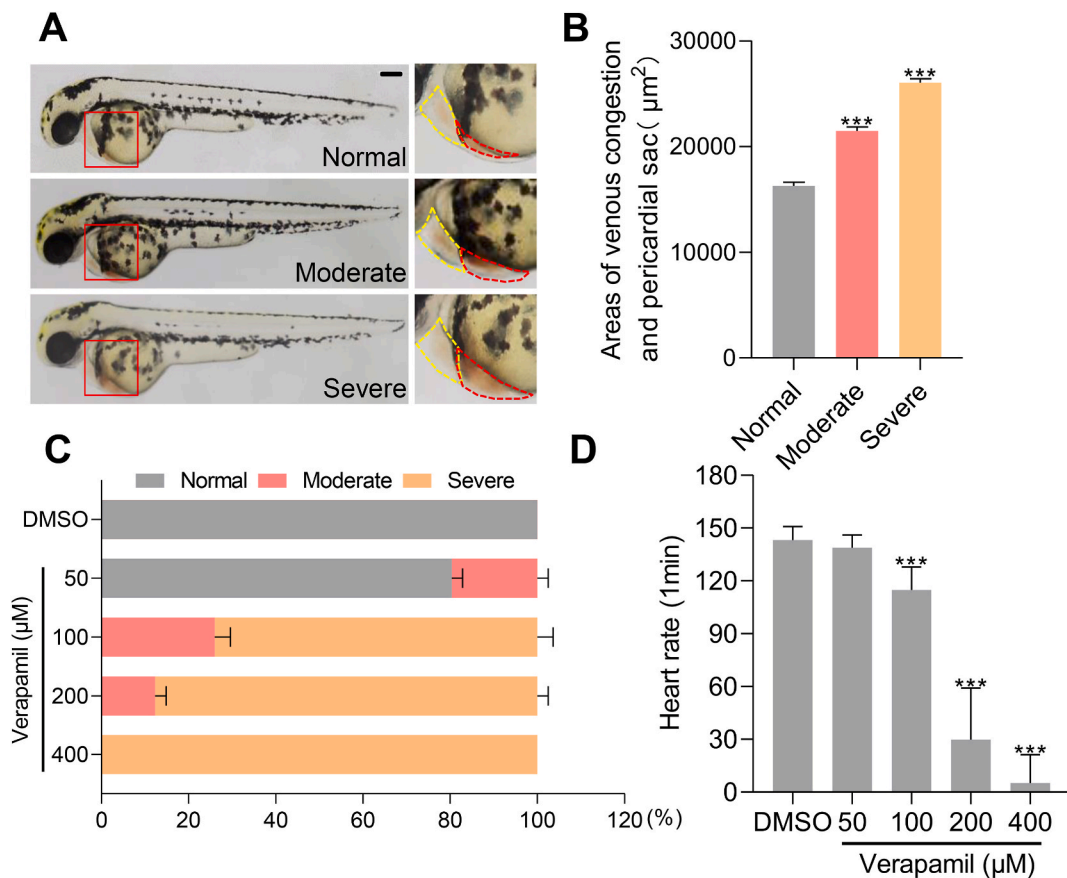 A
Normal
Moderate
Severe
B
Areas of venous congestion
and pericardial sac( μm²)
30000
20000
10000
0
***
***
Normal
Moderate
Severe
C
Normal Moderate Severe
DMSO
50
100
200
400
Verapamil (μM)
0 20 40 60 80 100 120 (%)
D
Heart rate (1min)
180
150
120
90
60
30
0
***
***
***
DMSO 50 100 200 400
Verapamil (μM)